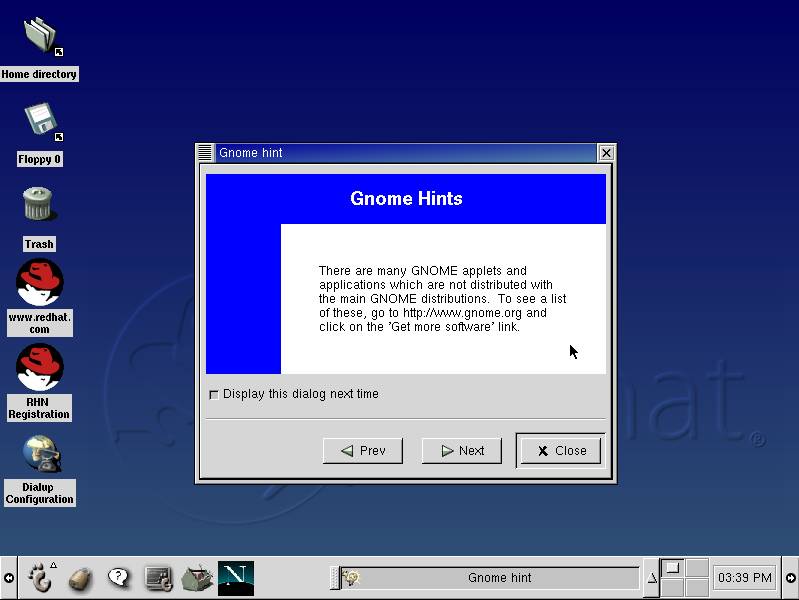 Home directory
Floppy 0
Trash
www.redhat.
com
RHN
Registration
Dialup
Configuration
Gnome hint
Gnome Hints
There are many GNOME applets and
applications which are not distributed with
the main GNOME distributions.  To see a list
of these, go to http://www.gnome.org and
click on the 'Get more software' link.
Display this dialog next time
Prev
Next
Close
hat.
®
?
N
Gnome hint
03:39 PM